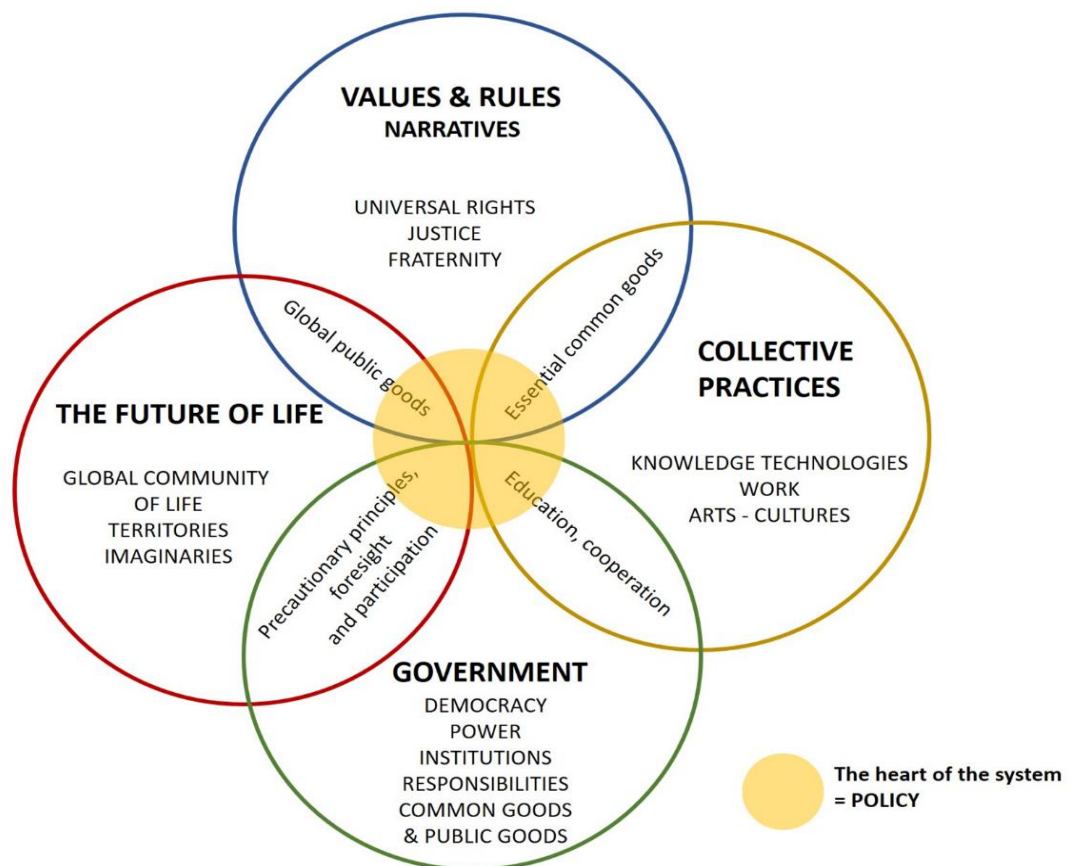 VALUES & RULES
NARRATIVES
UNIVERSAL RIGHTS
JUSTICE
FRATERNITY
Global public goods
Essential common goods
COLLECTIVE
PRACTICES
KNOWLEDGE TECHNOLOGIES
WORK
ARTS - CULTURES
THE FUTURE OF LIFE
GLOBAL COMMUNITY
OF LIFE
TERRITORIES
IMAGINARIES
Precautionary principles,
foresight
and participation
Education, cooperation
GOVERNMENT
DEMOCRACY
POWER
INSTITUTIONS
RESPONSIBILITIES
COMMON GOODS
& PUBLIC GOODS
The heart of the system
= POLICY